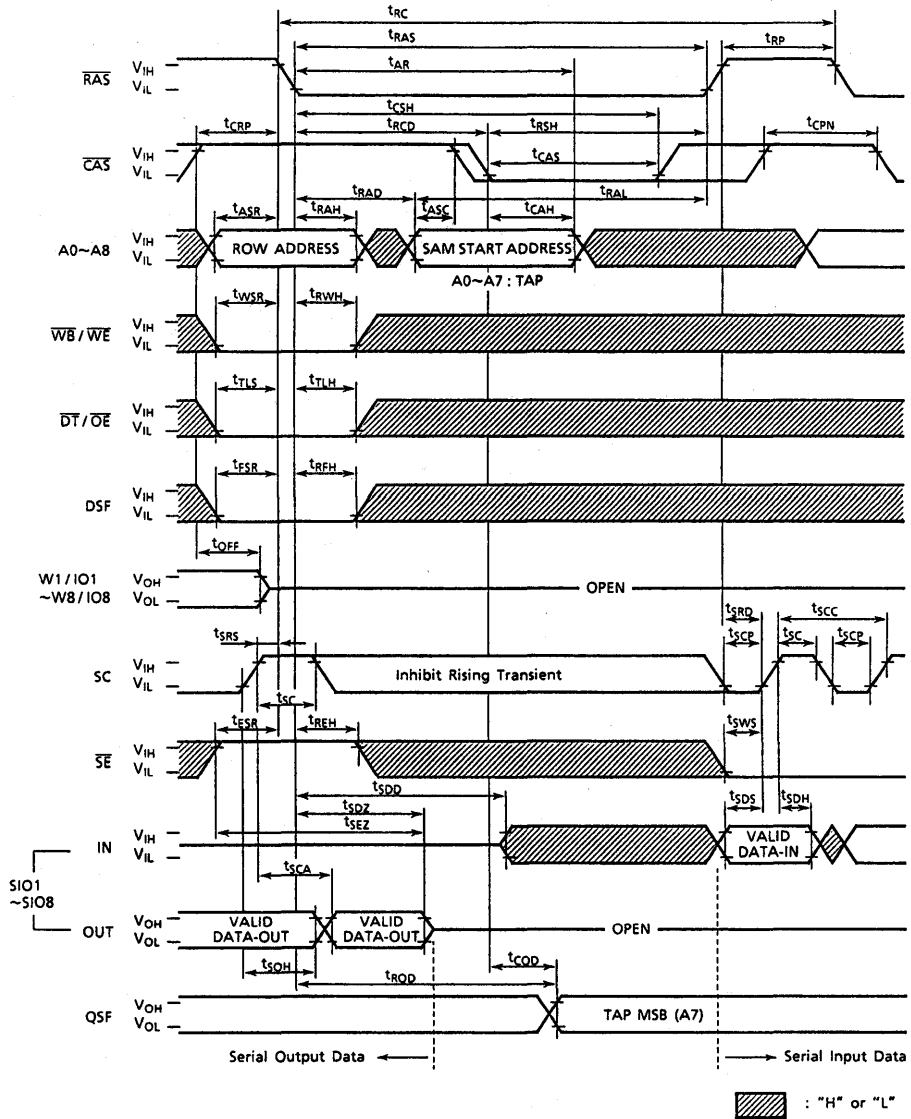 tRC
tRAS tRP
tAR
RAS VIH
VIL
tCSH
tCRP tRCD tRSH tCPN
CAS VIH
VIL
tCAS
tRAD tRAL
tASR tRAH tASC tCAH
A0~A8 VIH
VIL
ROW ADDRESS SAM START ADDRESS
A0~A7 : TAP
tWSR tRWH
WB/WE VIH
VIL
tTLS tTLH
DT/OE VIH
VIL
tFSR tRFH
DSF VIH
VIL
tOFF
W1/IO1
~W8/IO8
VOH
VOL
OPEN
tSRS tSRD tSCC
tSCP tSC tSCP
SC VIH
VIL
Inhibit Rising Transient
tSC
tESR tREH tSWS
SE VIH
VIL
tSDD
tSDZ tSDS tSDH
tSEZ
IN VIH
VIL
VALID
DATA-IN
SIO1
~SIO8
tSCA
OUT VOH
VOL
VALID
DATA-OUT
VALID
DATA-OUT
OPEN
tSOH tCOD
tRQD
QSF VOH
VOL
TAP MSB (A7)
Serial Output Data Serial Input Data
: "H" or "L"